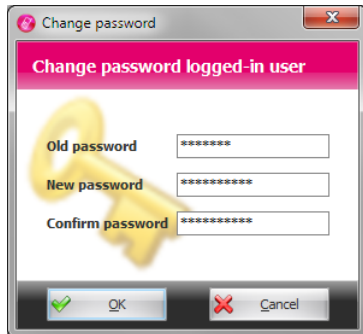 Change password
Change password logged-in user
Old password *******
New password **********
Confirm password **********
OK Cancel